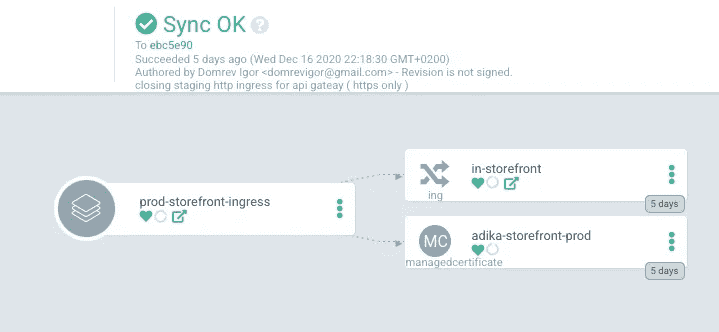 Sync OK ?
To ebc5e90
Succeeded 5 days ago (Wed Dec 16 2020 22:18:30 GMT+0200)
Authored by Domrev Igor <domrevigor@gmail.com> - Revision is not signed.
closing staging http ingress for api gateay ( https only )
prod-storefront-ingress
in-storefront
ing
5 days
MC
adika-storefront-prod
managedcertificate
5 days